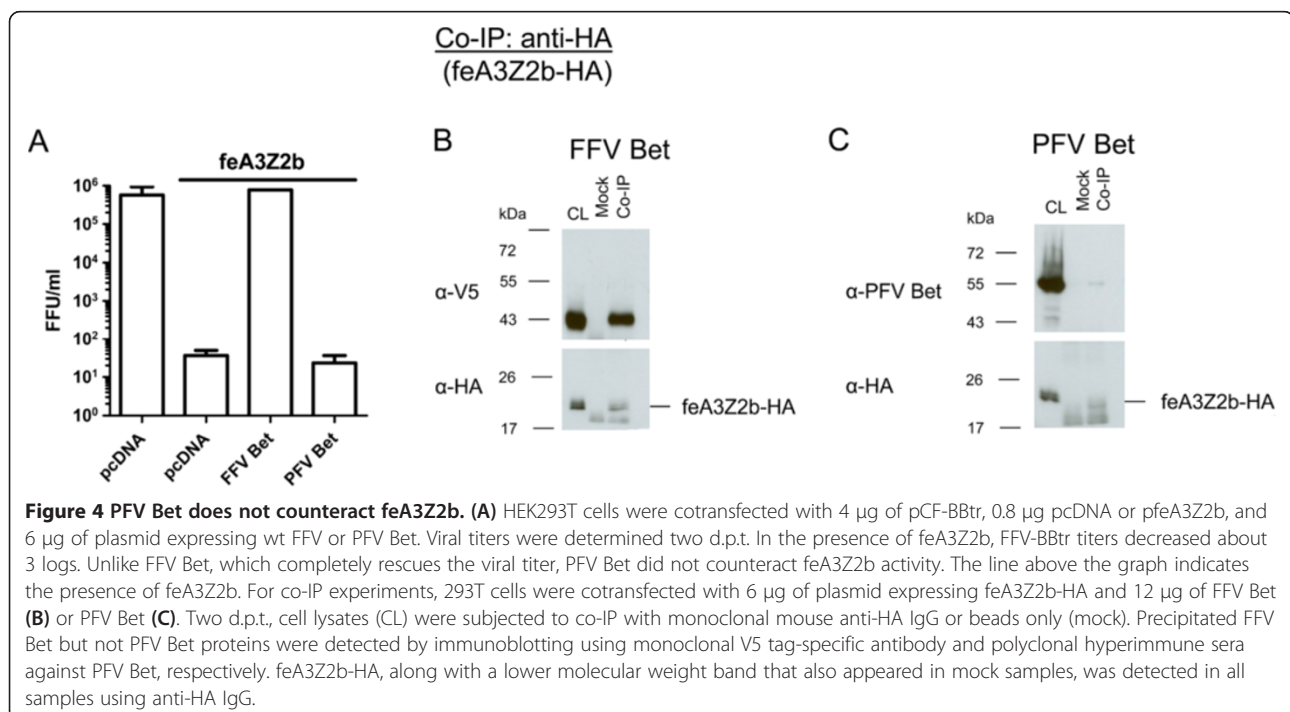 Co-IP: anti-HA
(feA3Z2b-HA)
A
feA3Z2b
FFU/ml
10⁶
10⁵
10⁴
10³
10²
10¹
10⁰
pcDNA
pcDNA
FFV Bet
PFV Bet
B
FFV Bet
kDa
CL
Mock
Co-IP
72
55
43
α-V5
26
17
α-HA
feA3Z2b-HA
C
PFV Bet
kDa
CL
Mock
Co-IP
72
55
43
α-PFV Bet
26
17
α-HA
feA3Z2b-HA
Figure 4 PFV Bet does not counteract feA3Z2b. (A) HEK293T cells were cotransfected with 4 μg of pCF-BBtr, 0.8 μg pcDNA or pfeA3Z2b, and
6 μg of plasmid expressing wt FFV or PFV Bet. Viral titers were determined two d.p.t. In the presence of feA3Z2b, FFV-BBtr titers decreased about
3 logs. Unlike FFV Bet, which completely rescues the viral titer, PFV Bet did not counteract feA3Z2b activity. The line above the graph indicates
the presence of feA3Z2b. For co-IP experiments, 293T cells were cotransfected with 6 μg of plasmid expressing feA3Z2b-HA and 12 μg of FFV Bet
(B) or PFV Bet (C). Two d.p.t., cell lysates (CL) were subjected to co-IP with monoclonal mouse anti-HA IgG or beads only (mock). Precipitated FFV
Bet but not PFV Bet proteins were detected by immunoblotting using monoclonal V5 tag-specific antibody and polyclonal hyperimmune sera
against PFV Bet, respectively. feA3Z2b-HA, along with a lower molecular weight band that also appeared in mock samples, was detected in all
samples using anti-HA IgG.